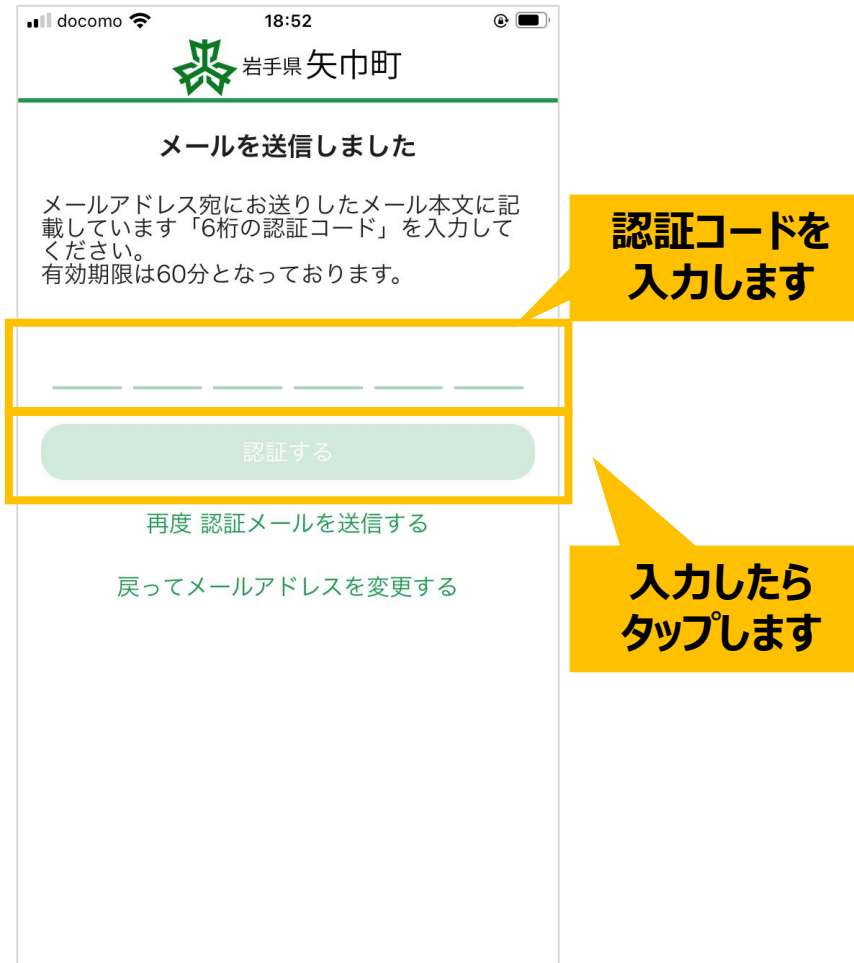 docomo 18:52
岩手県 矢巾町
メールを送信しました
メールアドレス宛にお送りしたメール本文に記
載しています「6桁の認証コード」を入力して
ください。
有効期限は60分となっております。
認証コードを
入力します
認証する
再度 認証メールを送信する
戻ってメールアドレスを変更する
入力したら
タップします